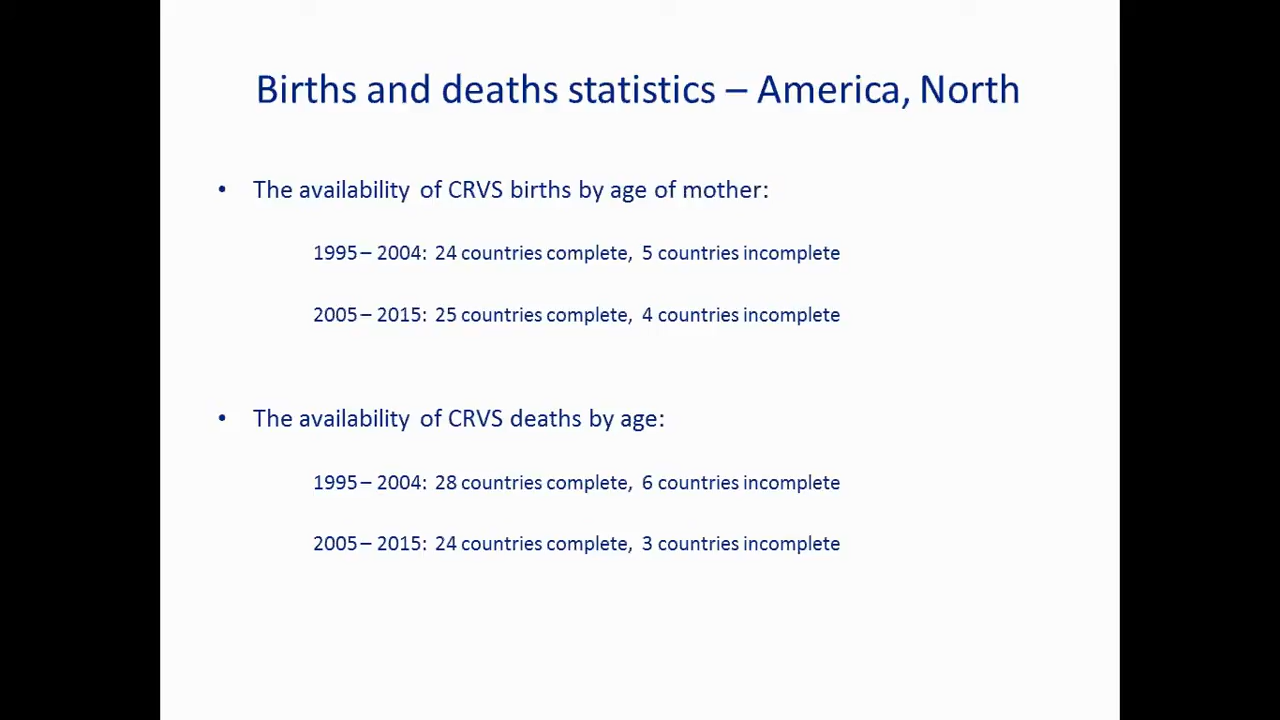 Births and deaths statistics – America, North
• The availability of CRVS births by age of mother:
1995 – 2004: 24 countries complete, 5 countries incomplete
2005 – 2015: 25 countries complete, 4 countries incomplete
• The availability of CRVS deaths by age:
1995 – 2004: 28 countries complete, 6 countries incomplete
2005 – 2015: 24 countries complete, 3 countries incomplete